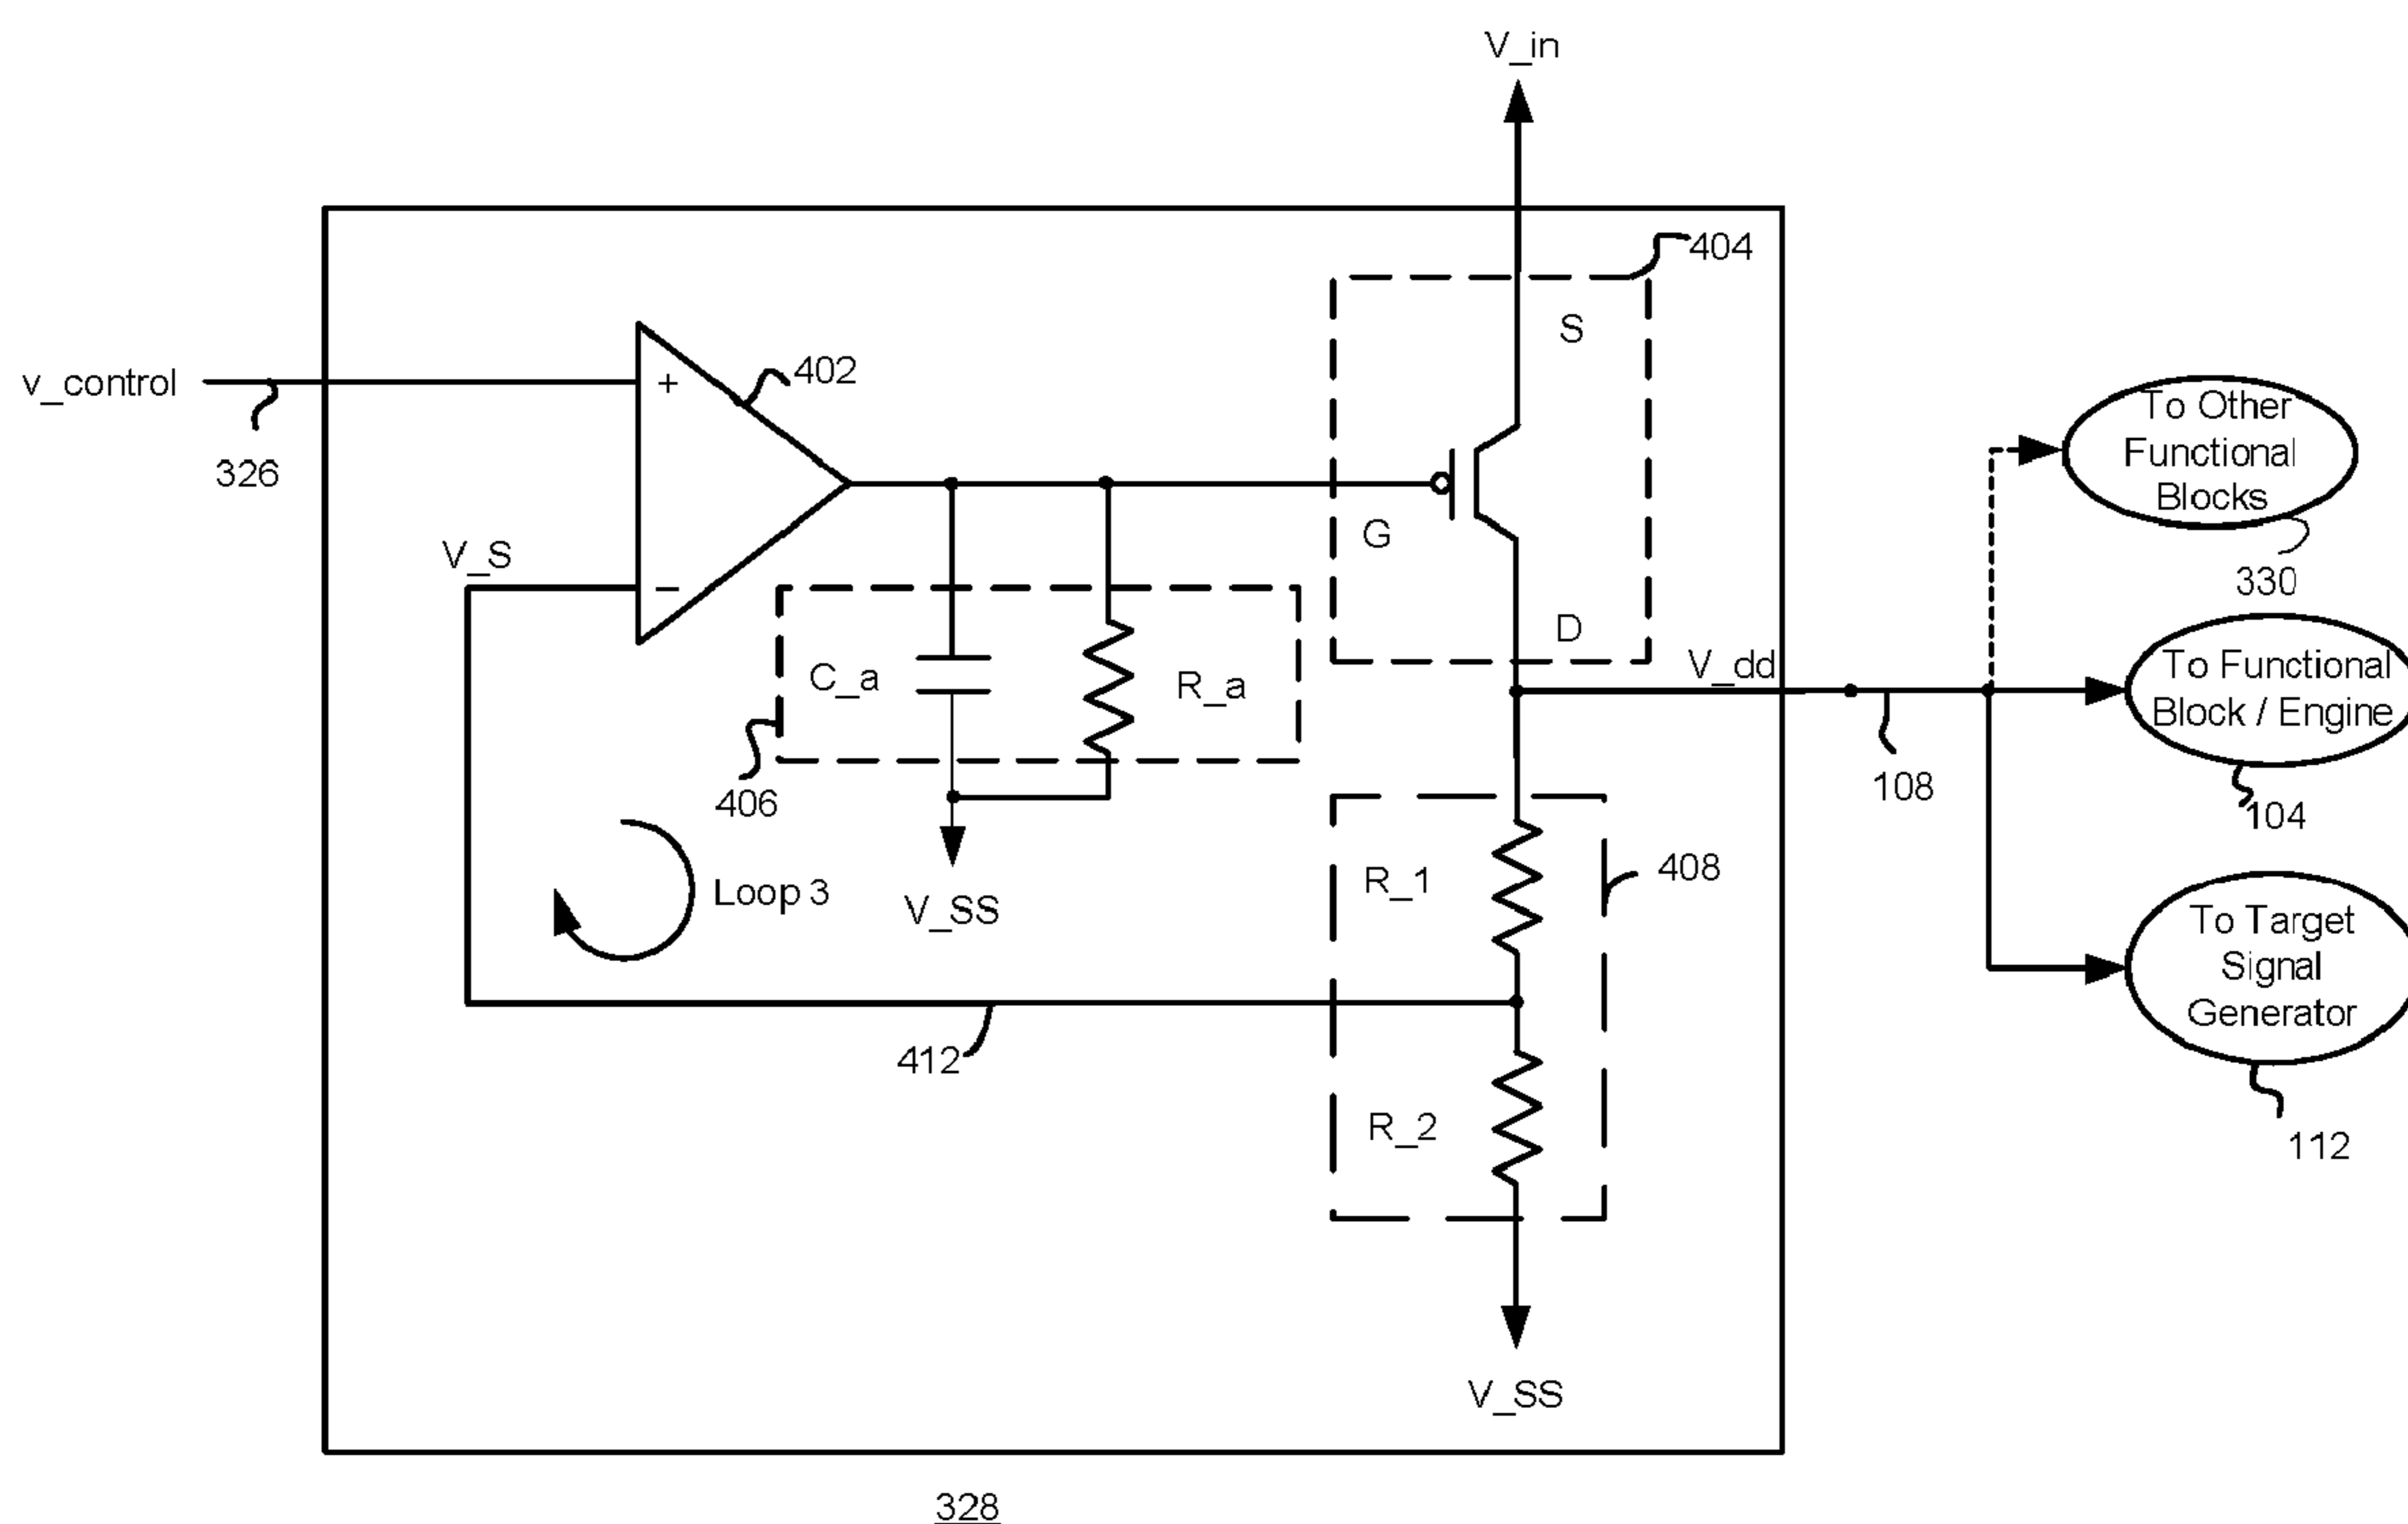 V_in
404
S
v_control
+
402
326
To Other
Functional
Blocks
330
G
V_S
−
D
V_dd
C_a
R_a
To Functional
Block / Engine
108
104
406
R_1
408
Loop 3
V_SS
To Target
Signal
Generator
412
R_2
112
V_SS
328